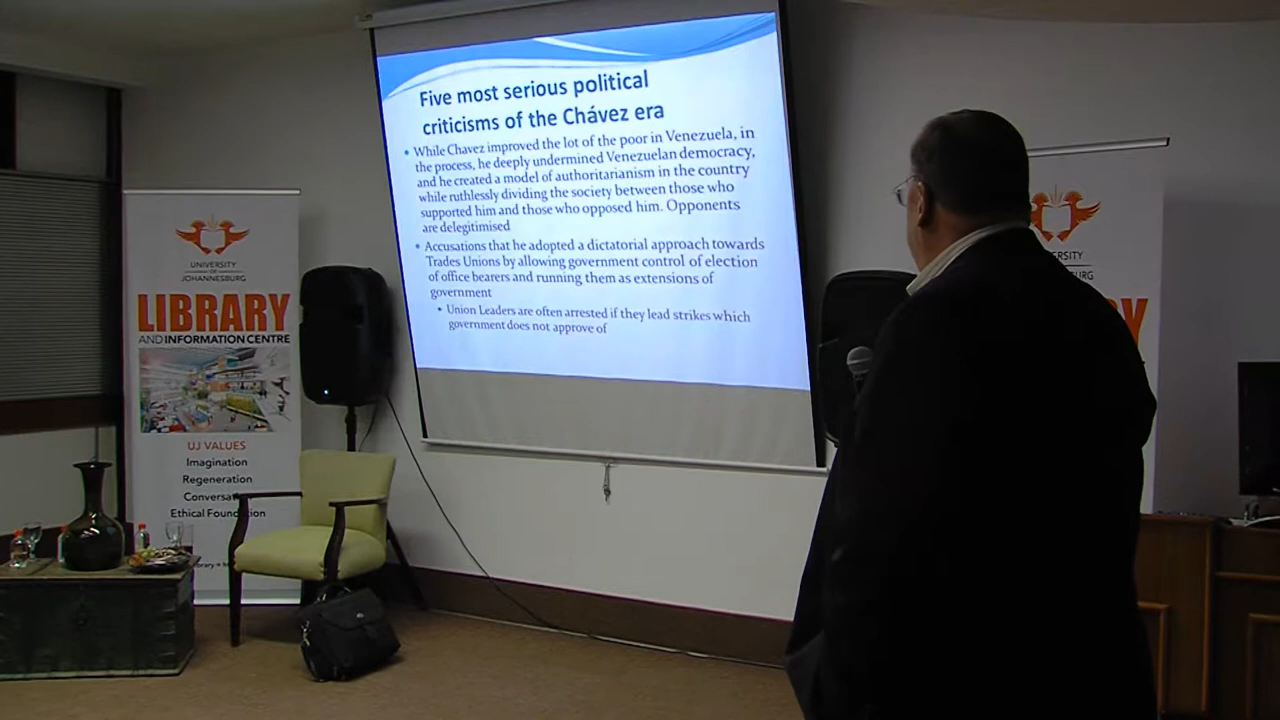 Five most serious political
criticisms of the Chávez era
• While Chavez improved the lot of the poor in Venezuela, in
the process, he deeply undermined Venezuelan democracy,
and he created a model of authoritarianism in the country
while ruthlessly dividing the society between those who
supported him and those who opposed him. Opponents
are delegitimised
• Accusations that he adopted a dictatorial approach towards
Trades Unions by allowing government control of election
of office bearers and running them as extensions of
government
• Union Leaders are often arrested if they lead strikes which
government does not approve of
UNIVERSITY
OF
JOHANNESBURG
LIBRARY
AND INFORMATION CENTRE
UJ VALUES
Imagination
Regeneration
Ethical